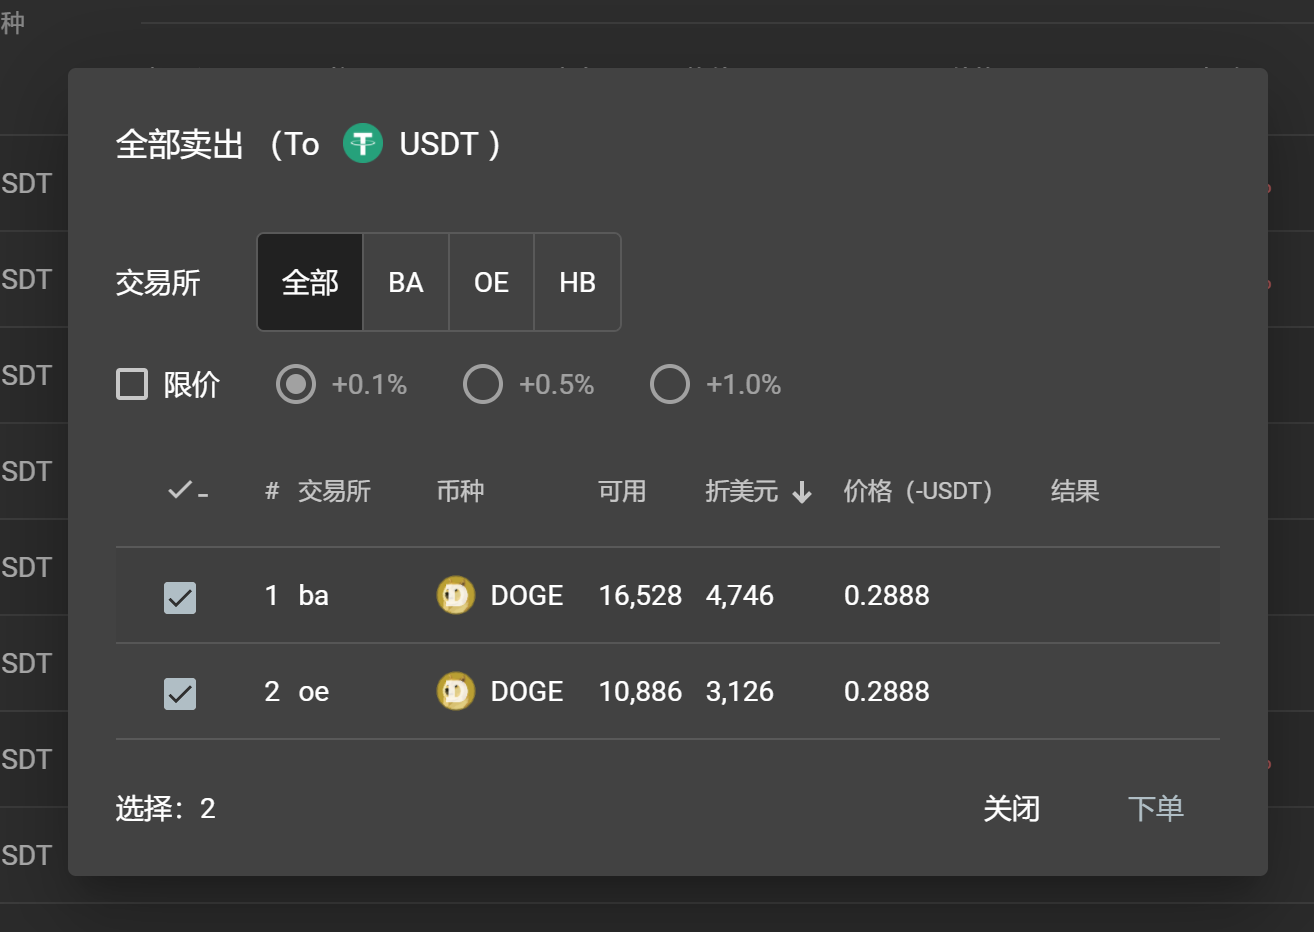 种
全部卖出 （To USDT ）
SDT
交易所 全部 BA OE HB
SDT
限价 +0.1% +0.5% +1.0%
SDT
SDT
# 交易所 币种 可用 折美元 价格（-USDT） 结果
SDT
1 ba DOGE 16,528 4,746 0.2888
SDT
2 oe DOGE 10,886 3,126 0.2888
SDT
选择：2 关闭 下单
SDT